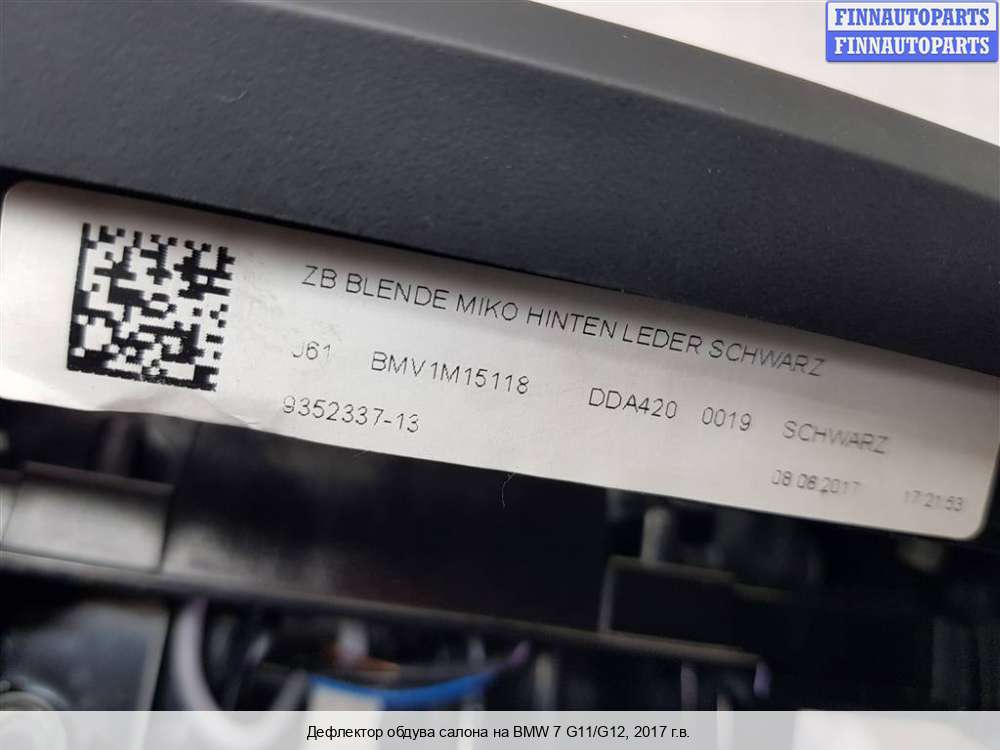 FINNAUTOPARTS
FINNAUTOPARTS
ZB BLENDE MIKO HINTEN LEDER SCHWARZ
J61 BMV1M15118 DDA420 0019 SCHWARZ
9352337-13
08.08.2017 17:21:53
Дефлектор обдува салона на BMW 7 G11/G12, 2017 г.в.